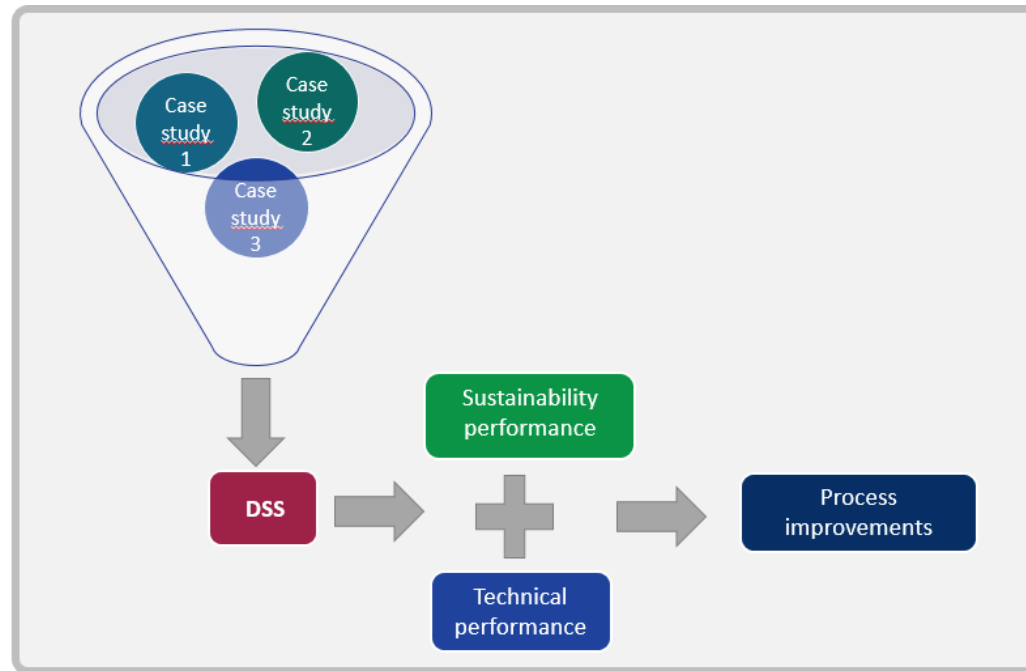 Case
study
1
Case
study
2
Case
study
3
Sustainability
performance
DSS
Process
improvements
Technical
performance